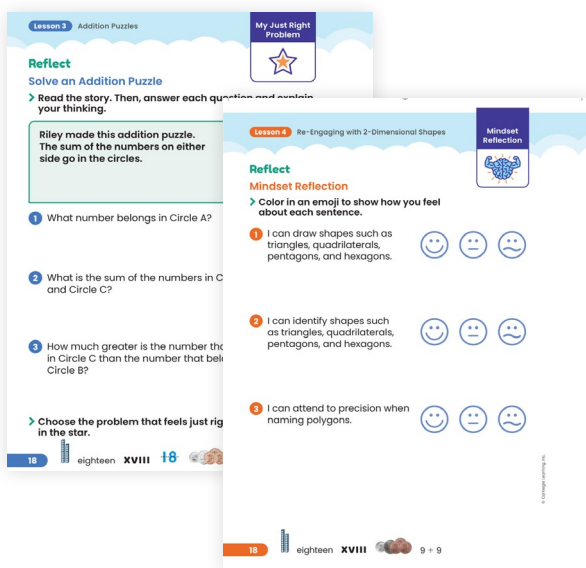 Lesson 3 Addition Puzzles
My Just Right
Problem
Reflect
Solve an Addition Puzzle
Read the story. Then, answer each question and explain
your thinking.
Riley made this addition puzzle.
The sum of the numbers on either
side go in the circles.
1 What number belongs in Circle A?
2 What is the sum of the numbers in C
and Circle C?
3 How much greater is the number tha
in Circle C than the number that belo
Circle B?
Choose the problem that feels just rig
in the star.
18 eighteen XVIII 18
Lesson 4 Re-Engaging with 2-Dimensional Shapes
Mindset
Reflection
Reflect
Mindset Reflection
Color in an emoji to show how you feel
about each sentence.
1 I can draw shapes such as
triangles, quadrilaterals,
pentagons, and hexagons.
2 I can identify shapes such
as triangles, quadrilaterals,
pentagons, and hexagons.
3 I can attend to precision when
naming polygons.
© Carnegie Learning, Inc.
18 eighteen XVIII 9 + 9